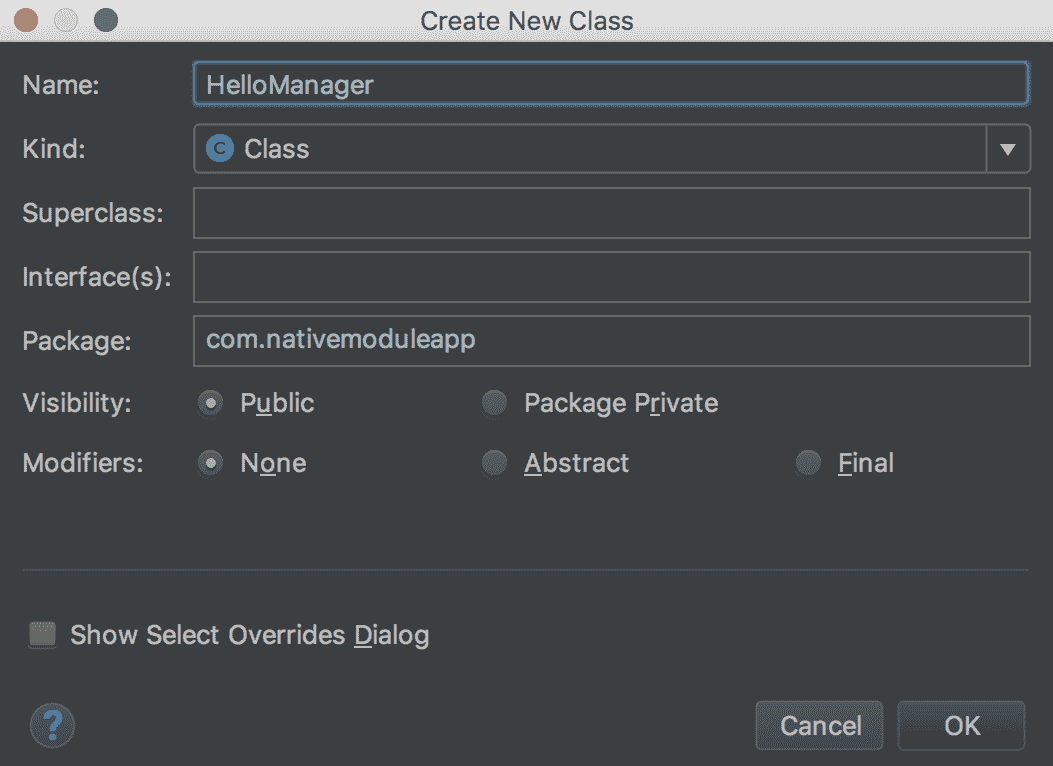 Create New Class
Name: HelloManager
Kind: C Class
Superclass:
Interface(s):
Package: com.nativemoduleapp
Visibility: Public Package Private
Modifiers: None Abstract Final
Show Select Overrides Dialog
? Cancel OK